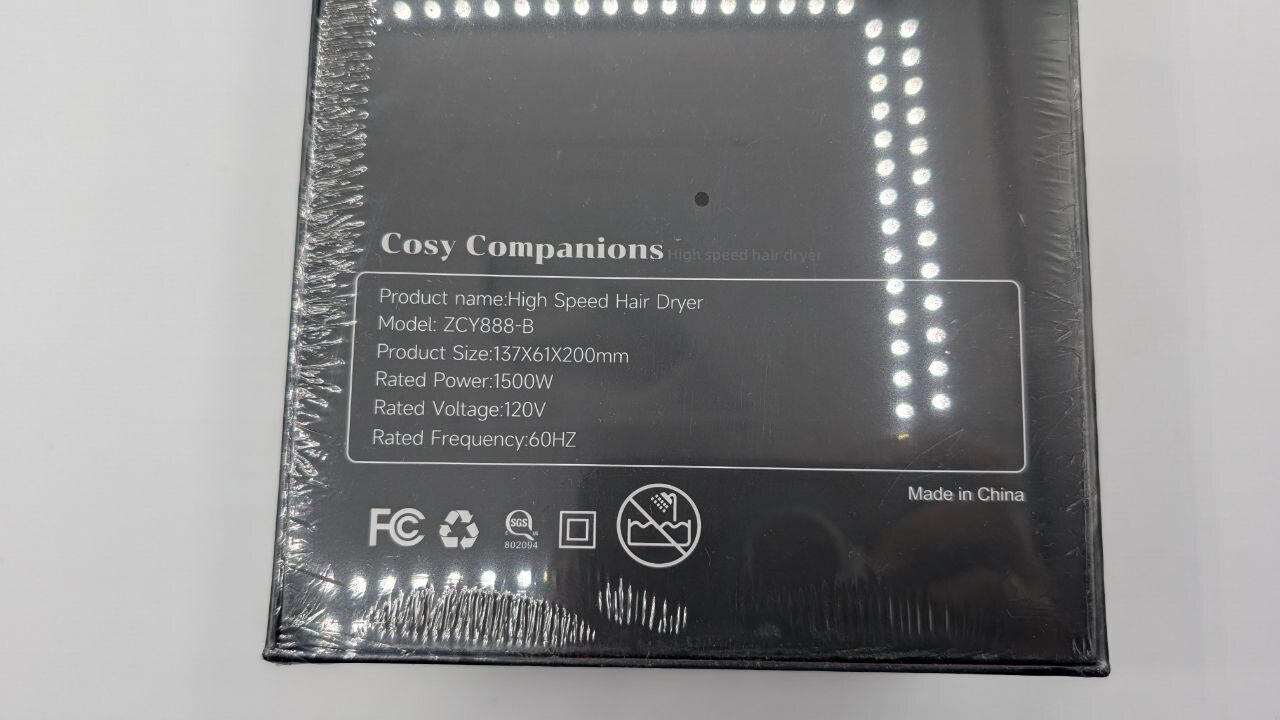 Cosy Companions High speed hair dryer
Product name:High Speed Hair Dryer
Model: ZCY888-B
Product Size:137X61X200mm
Rated Power:1500W
Rated Voltage:120V
Rated Frequency:60HZ
Made in China
FC
SGS
C US
802094